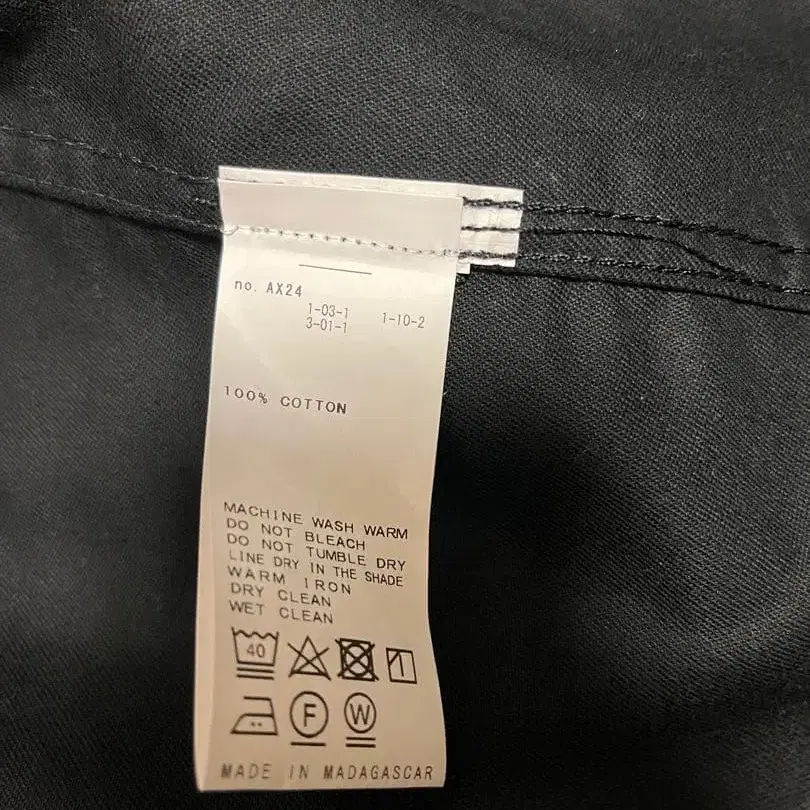 no. AX24
1-03-1 1-10-2
3-01-1
100% COTTON
MACHINE WASH WARM
DO NOT BLEACH
DO NOT TUMBLE DRY
LINE DRY IN THE SHADE
WARM IRON
DRY CLEAN
WET CLEAN
40
F W
MADE IN MADAGASCAR